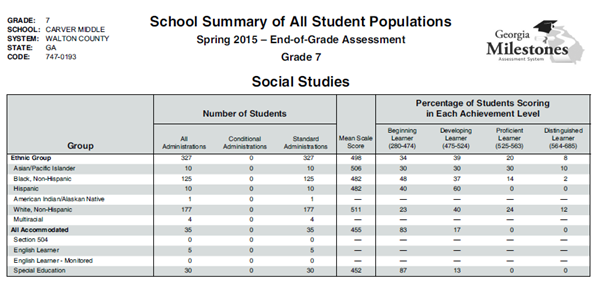 GRADE: 7
SCHOOL: CARVER MIDDLE
SYSTEM: WALTON COUNTY
STATE: GA
CODE: 747-0193
School Summary of All Student Populations
Spring 2015 – End-of-Grade Assessment
Grade 7
Georgia
Milestones
Assessment System
Social Studies
Group
Number of Students
All Administrations
Conditional Administrations
Standard Administrations
Mean Scale Score
Percentage of Students Scoring in Each Achievement Level
Beginning Learner (280-474)
Developing Learner (475-524)
Proficient Learner (525-563)
Distinguished Learner (564-685)
Ethnic Group 327 0 327 498 34 39 20 8
Asian/Pacific Islander 10 0 10 506 30 30 30 10
Black, Non-Hispanic 125 0 125 482 48 37 14 2
Hispanic 10 0 10 482 40 60 0 0
American Indian/Alaskan Native 1 0 1 — — — — —
White, Non-Hispanic 177 0 177 511 23 40 24 12
Multiracial 4 0 4 — — — — —
All Accommodated 35 0 35 455 83 17 0 0
Section 504 0 0 0 — — — — —
English Learner 5 0 5 — — — — —
English Learner - Monitored 0 0 0 — — — — —
Special Education 30 0 30 452 87 13 0 0